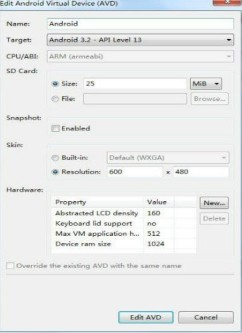 Edit Android Virtual Device (AVD)
Name: Android
Target: Android 3.2 - API Level 13
CPU/ABI: ARM (armeabi)
SD Card:
Size: 25 MiB
File: Browse...
Snapshot:
Enabled
Skin:
Built-in: Default (WXGA)
Resolution: 600 x 480
Hardware:
Property Value New...
Abstracted LCD density 160 Delete
Keyboard lid support no
Max VM application h... 512
Device ram size 1024
Override the existing AVD with the same name
Edit AVD Cancel